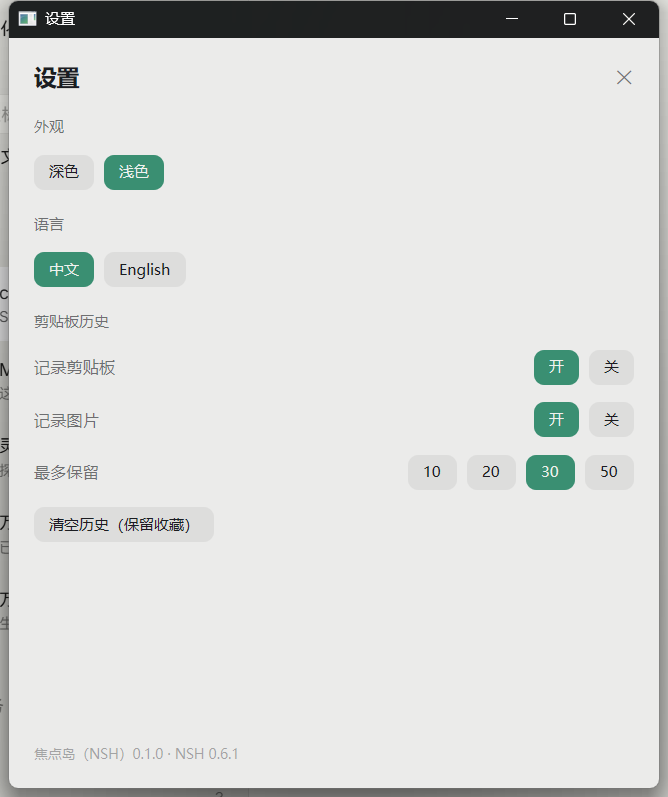 设置
设置
外观
深色 浅色
语言
中文 English
剪贴板历史
记录剪贴板 开 关
记录图片 开 关
最多保留 10 20 30 50
清空历史（保留收藏）
焦点岛（NSH）0.1.0 · NSH 0.6.1